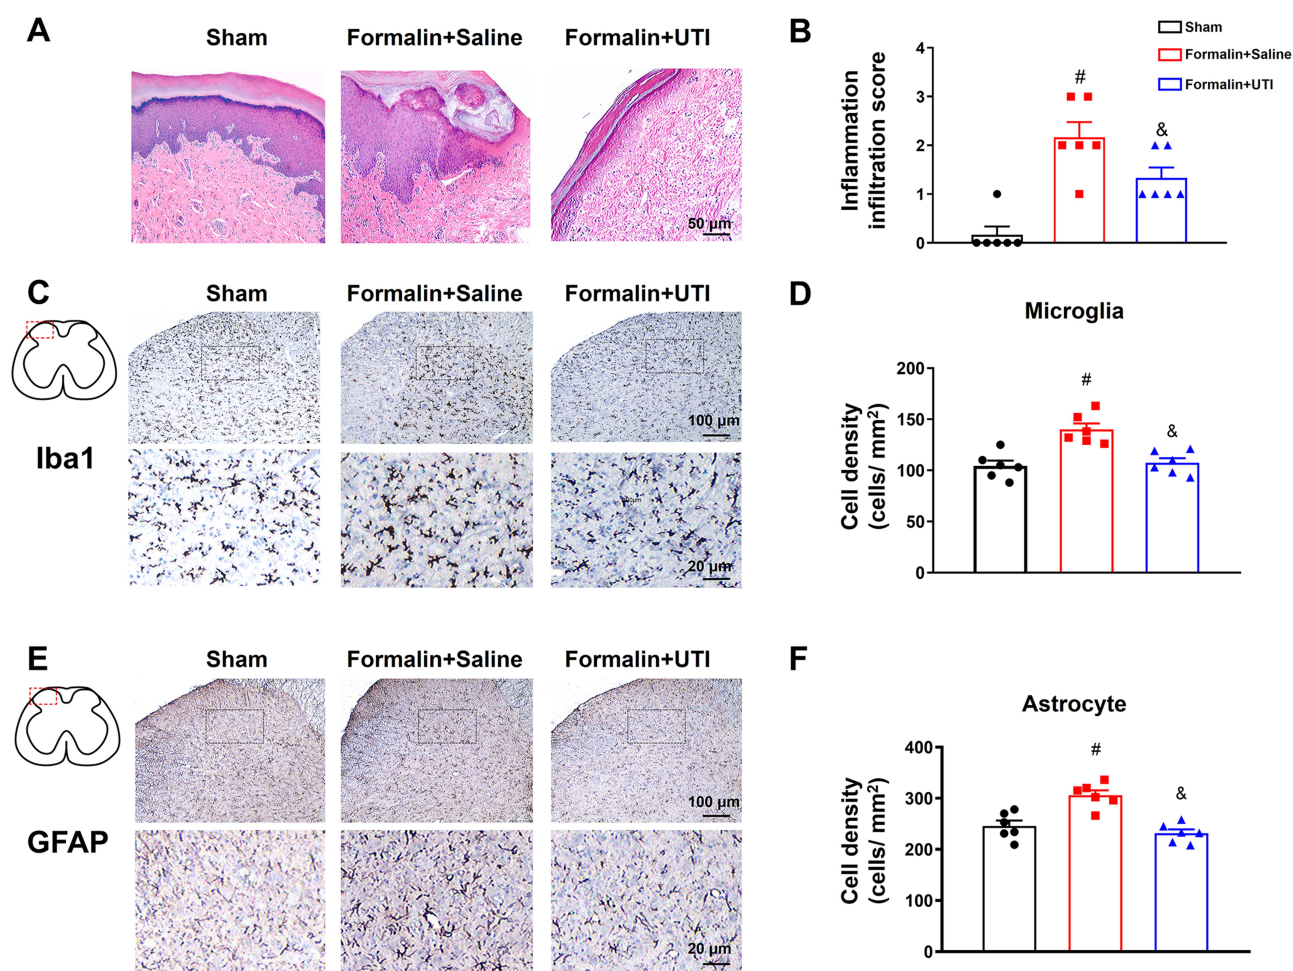 A
Sham
Formalin+Saline
Formalin+UTI
50 µm
B
Sham
Formalin+Saline
Formalin+UTI
Inflammation
infiltration score
4
3
2
1
0
#
&
C
Sham
Formalin+Saline
Formalin+UTI
Iba1
100 µm
20 µm
D
Microglia
Cell density
(cells/ mm²)
200
150
100
50
0
#
&
E
Sham
Formalin+Saline
Formalin+UTI
GFAP
100 µm
20 µm
F
Astrocyte
Cell density
(cells/ mm²)
400
300
200
100
0
#
&